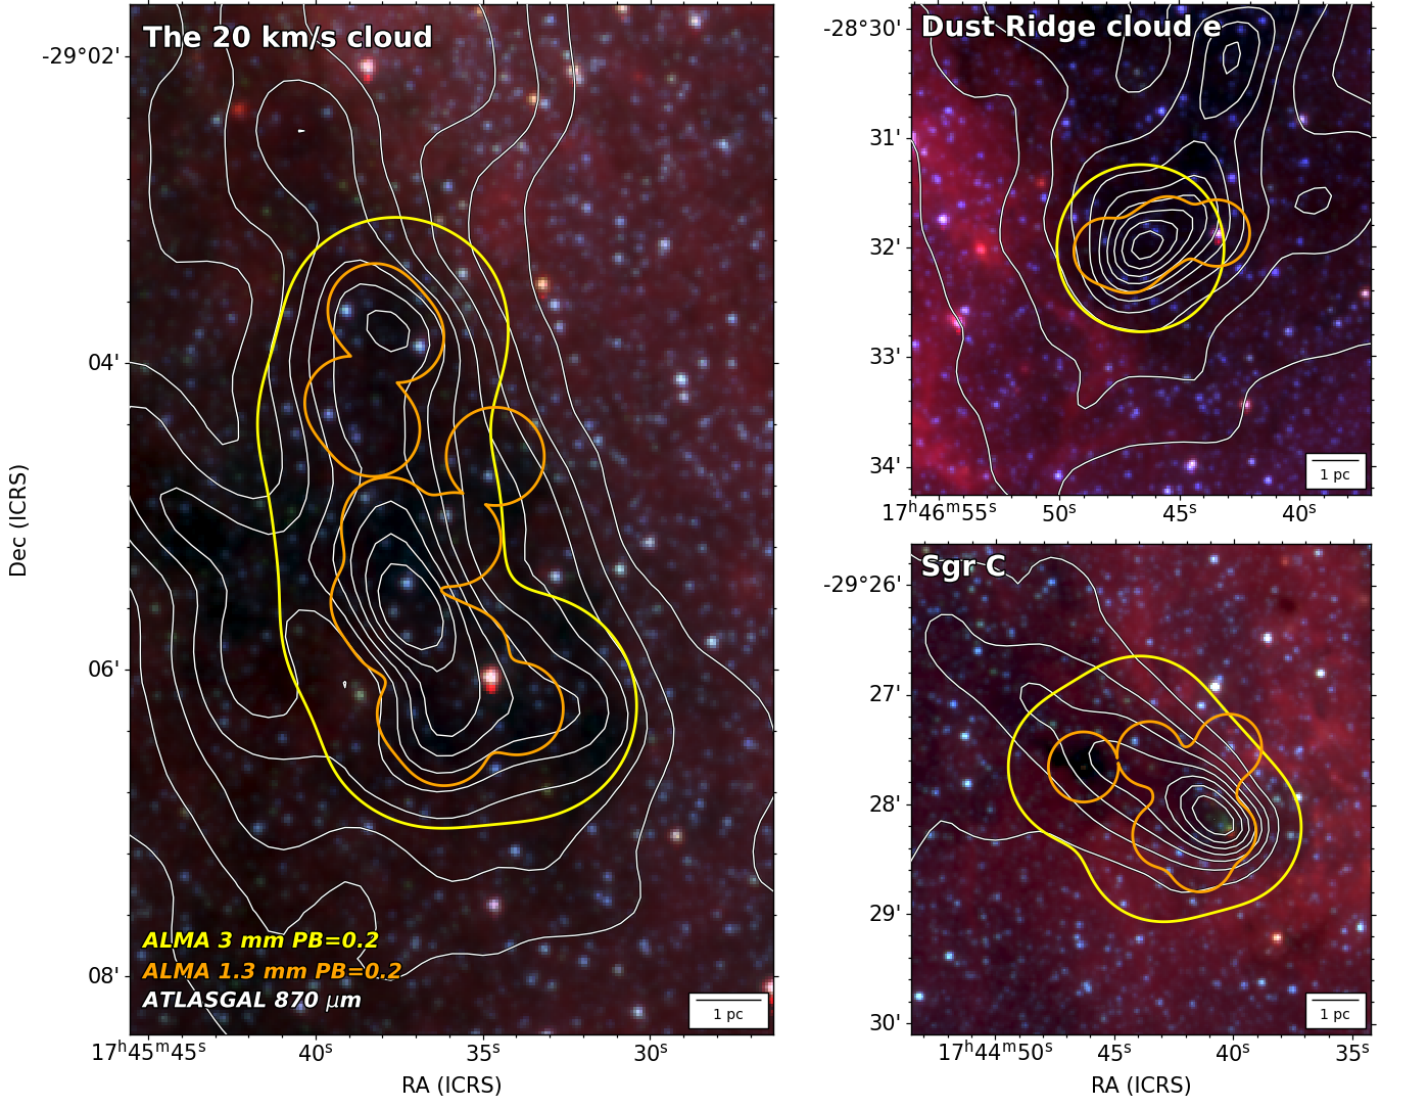 The 20 km/s cloud
-29°02'
04'
06'
08'
Dec (ICRS)
ALMA 3 mm PB=0.2
ALMA 1.3 mm PB=0.2
ATLASGAL 870 μm
1 pc
17ʰ45ᵐ45ˢ
40ˢ
35ˢ
30ˢ
RA (ICRS)
Dust Ridge cloud e
-28°30'
31'
32'
33'
34'
1 pc
17ʰ46ᵐ55ˢ
50ˢ
45ˢ
40ˢ
Sgr C
-29°26'
27'
28'
29'
30'
1 pc
17ʰ44ᵐ50ˢ
45ˢ
40ˢ
35ˢ
RA (ICRS)